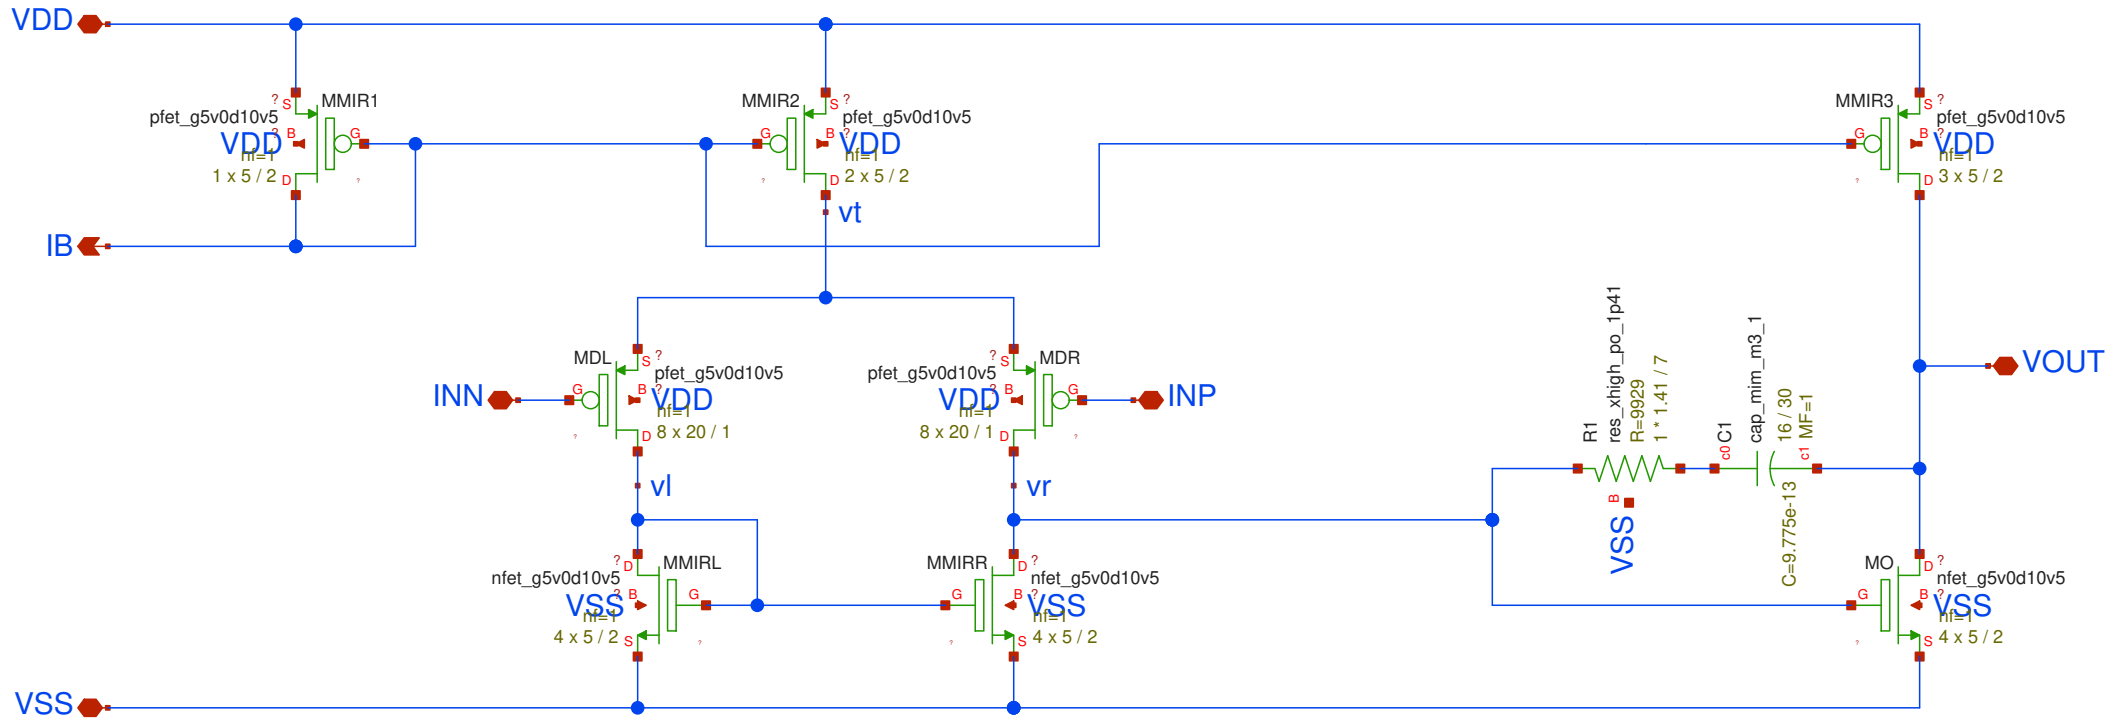 VDD
MMIR1
pfet_g5v0d10v5
? S
? B G
VDD
nf=1
1 x 5 / 2
D ?
IB
MMIR2
pfet_g5v0d10v5
S ?
G B ?
VDD
nf=1
2 x 5 / 2
? D
vt
MMIR3
pfet_g5v0d10v5
S ?
G B ?
VDD
nf=1
3 x 5 / 2
? D
INN
MDL
pfet_g5v0d10v5
S ?
G B ?
VDD
nf=1
8 x 20 / 1
? D
MDR
pfet_g5v0d10v5
? S
? B G
VDD
nf=1
8 x 20 / 1
D ?
INP
vl
vr
R1
res_xhigh_po_1p41
R=9929
1 * 1.41 / 7
B
VSS
C1
c0
cap_mim_m3_1
16 / 30
MF=1
c1
C=9.775e-13
VOUT
MMIRL
nfet_g5v0d10v5
? D
? B G
VSS
nf=1
4 x 5 / 2
S ?
MMIRR
nfet_g5v0d10v5
D ?
G B ?
VSS
nf=1
4 x 5 / 2
? S
MO
nfet_g5v0d10v5
D ?
G B ?
VSS
nf=1
4 x 5 / 2
? S
VSS